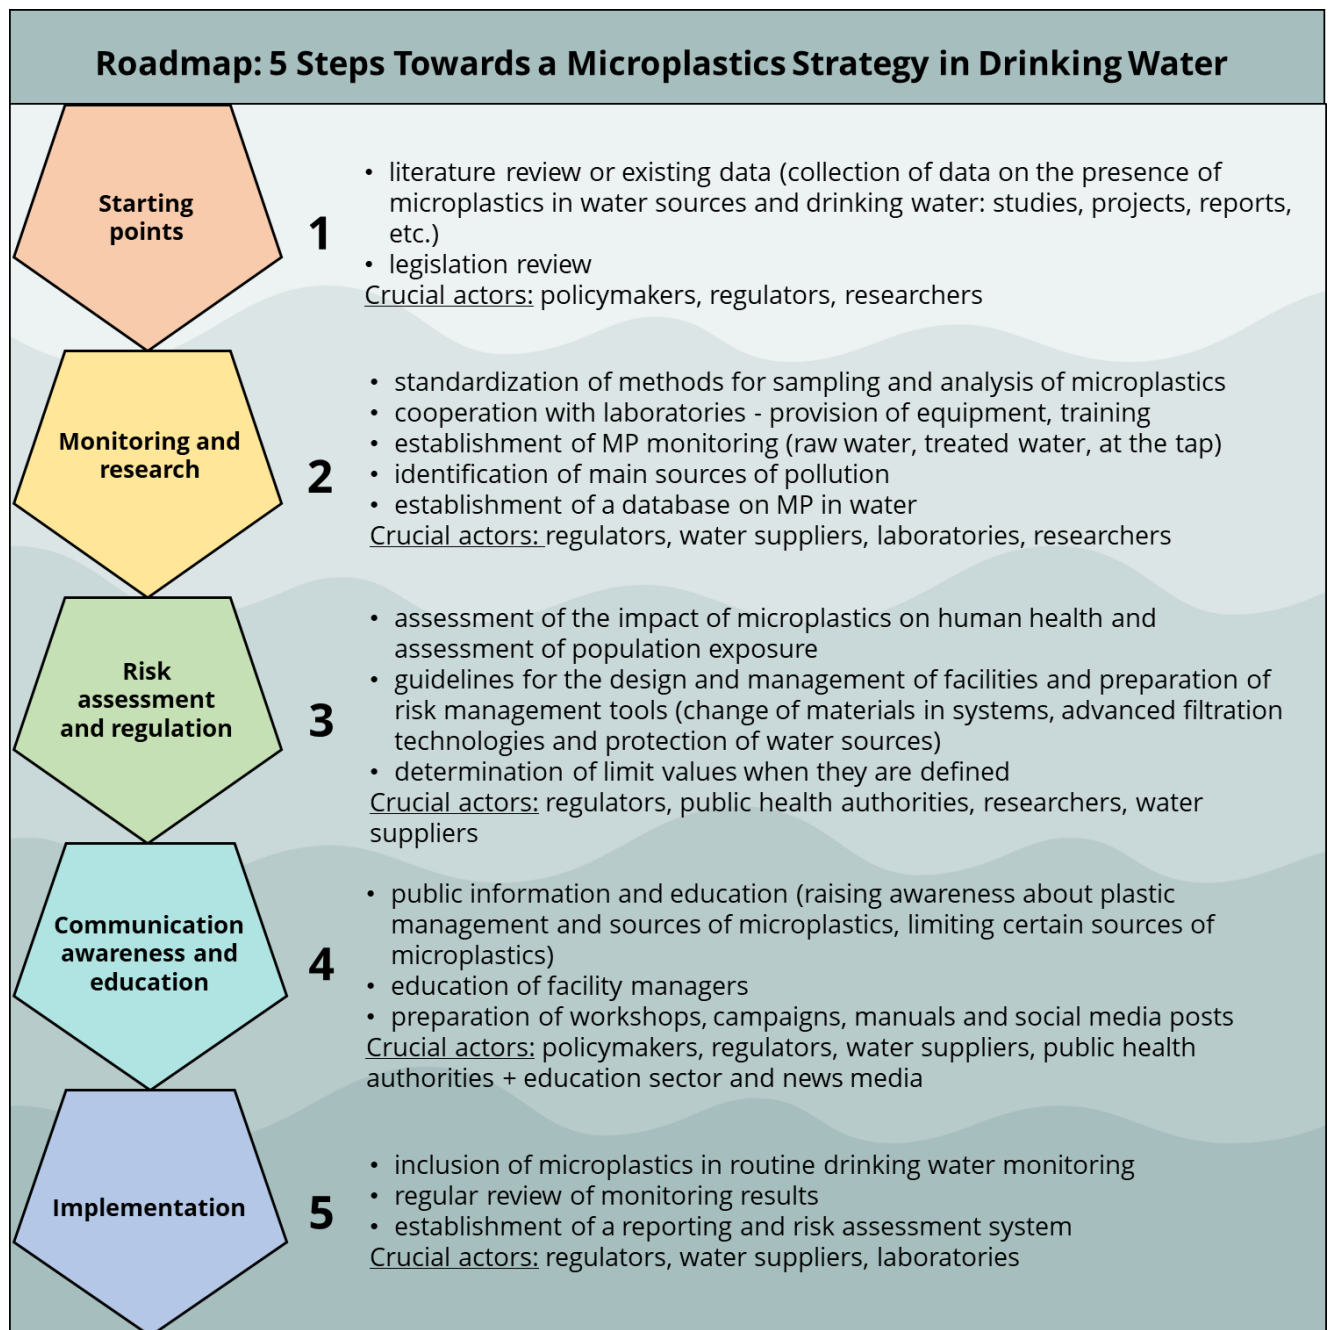 Roadmap: 5 Steps Towards a Microplastics Strategy in Drinking Water
Starting
points
1
• literature review or existing data (collection of data on the presence of
microplastics in water sources and drinking water: studies, projects, reports,
etc.)
• legislation review
Crucial actors: policymakers, regulators, researchers
Monitoring and
research
2
• standardization of methods for sampling and analysis of microplastics
• cooperation with laboratories - provision of equipment, training
• establishment of MP monitoring (raw water, treated water, at the tap)
• identification of main sources of pollution
• establishment of a database on MP in water
Crucial actors: regulators, water suppliers, laboratories, researchers
Risk
assessment
and regulation
3
• assessment of the impact of microplastics on human health and
assessment of population exposure
• guidelines for the design and management of facilities and preparation of
risk management tools (change of materials in systems, advanced filtration
technologies and protection of water sources)
• determination of limit values when they are defined
Crucial actors: regulators, public health authorities, researchers, water
suppliers
Communication
awareness and
education
4
• public information and education (raising awareness about plastic
management and sources of microplastics, limiting certain sources of
microplastics)
• education of facility managers
• preparation of workshops, campaigns, manuals and social media posts
Crucial actors: policymakers, regulators, water suppliers, public health
authorities + education sector and news media
Implementation
5
• inclusion of microplastics in routine drinking water monitoring
• regular review of monitoring results
• establishment of a reporting and risk assessment system
Crucial actors: regulators, water suppliers, laboratories